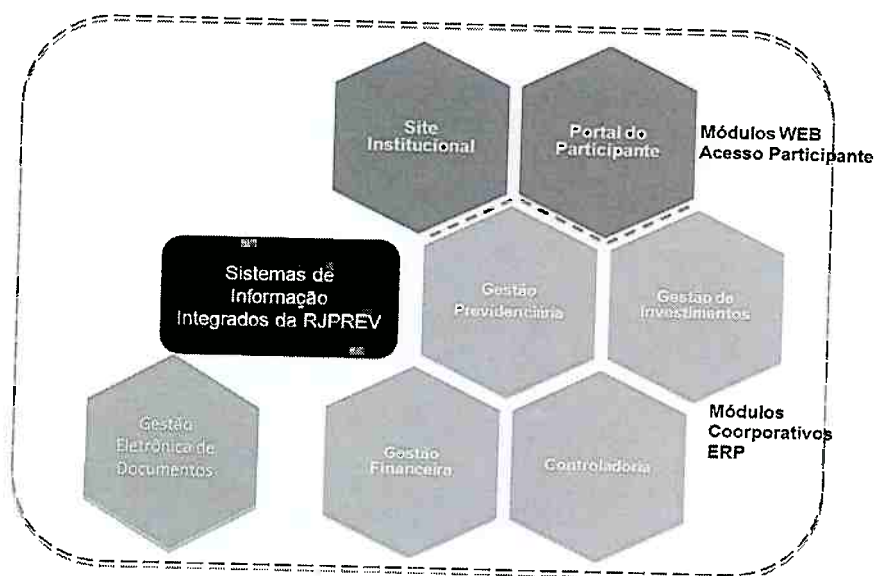 Site
Institucional
Portal do
Participante
Módulos WEB
Acesso Participante
Sistemas de
Informação
Integrados da RJPREV
Gestão
Previdenciária
Gestão de
Investimentos
Gestão
Eletrônica de
Documentos
Gestão
Financeira
Controladoria
Módulos
Coorporativos
ERP